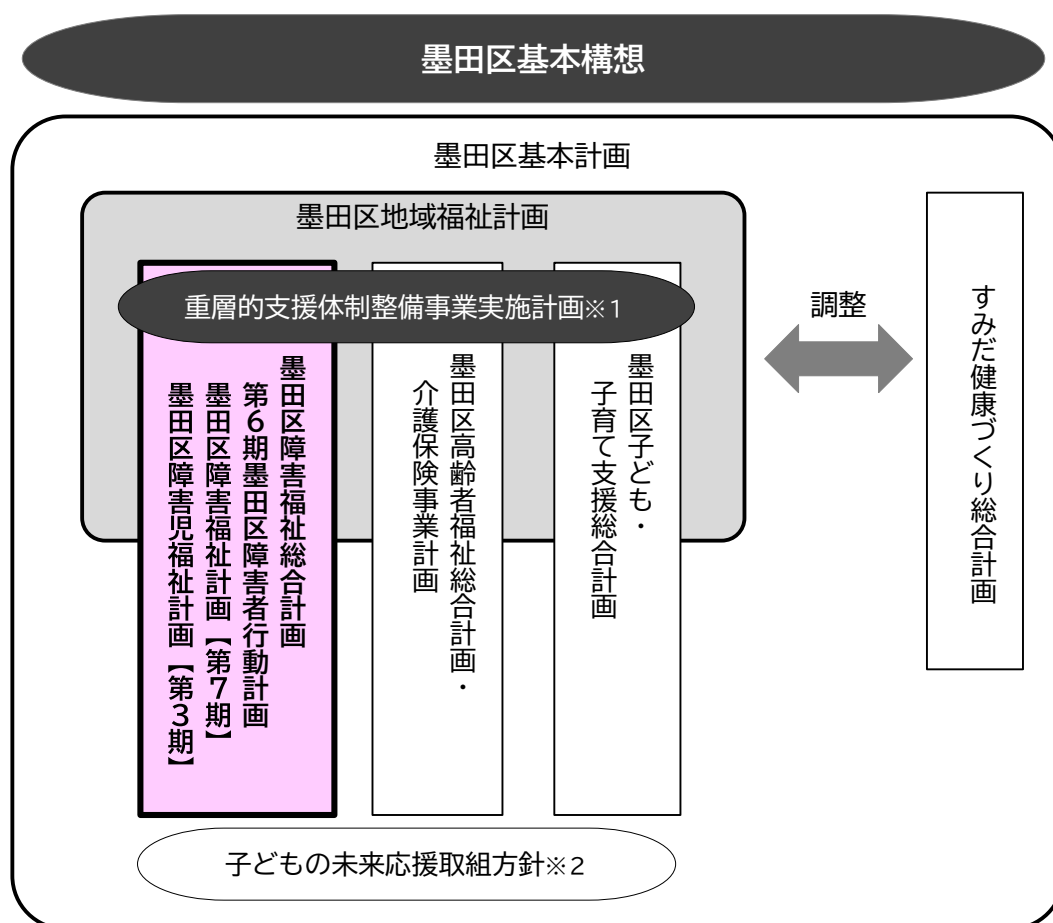 墨田区基本構想
墨田区基本計画
墨田区地域福祉計画
重層的支援体制整備事業実施計画※1
墨田区障害福祉総合計画
第6期墨田区障害者行動計画
墨田区障害福祉計画【第7期】
墨田区障害児福祉計画【第3期】
墨田区高齢者福祉総合計画・
介護保険事業計画
墨田区子ども・
子育て支援総合計画
調整
すみだ健康づくり総合計画
子どもの未来応援取組方針※2